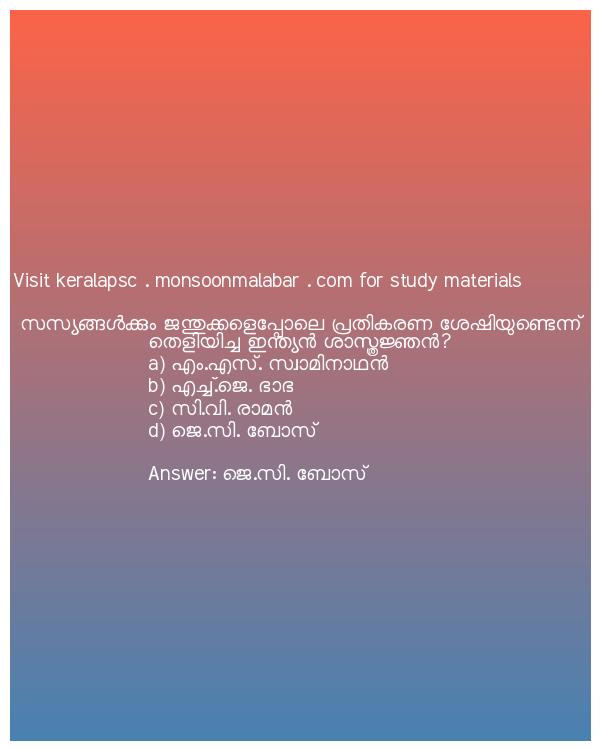 Visit keralapsc . monsoonmalabar . com for study materials
സസ്യങ്ങൾക്കും ജന്തുക്കളെപ്പോലെ പ്രതികരണ ശേഷിയുണ്ടെന്ന്
തെളിയിച്ച ഇന്ത്യൻ ശാസ്ത്രജ്ഞൻ?
a) എം.എസ്. സ്വാമിനാഥൻ
b) എച്ച്.ജെ. ഭാഭ
c) സി.വി. രാമൻ
d) ജെ.സി. ബോസ്
Answer: ജെ.സി. ബോസ്